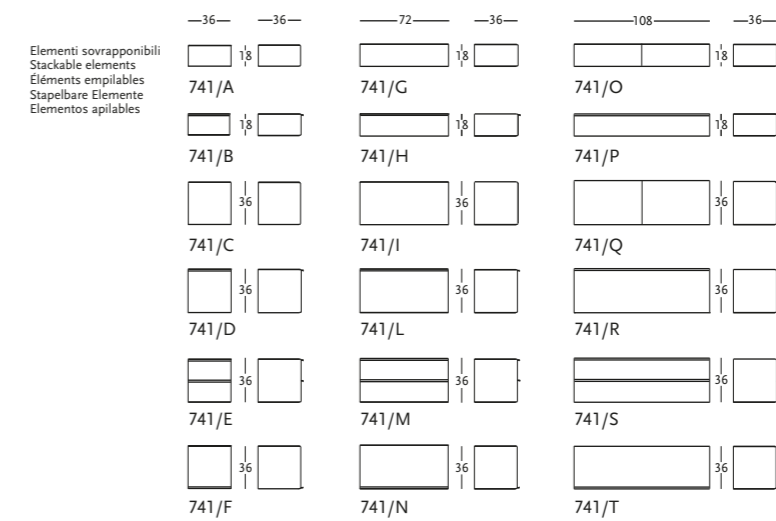 36 36 72 36 108 36
Elementi sovrapponibili
Stackable elements
Éléments empilables
Stapelbare Elemente
Elementos apilables
18 18 18
741/A 741/G 741/O
18 18 18
741/B 741/H 741/P
36 36 36
741/C 741/I 741/Q
36 36 36
741/D 741/L 741/R
36 36 36
741/E 741/M 741/S
36 36 36
741/F 741/N 741/T